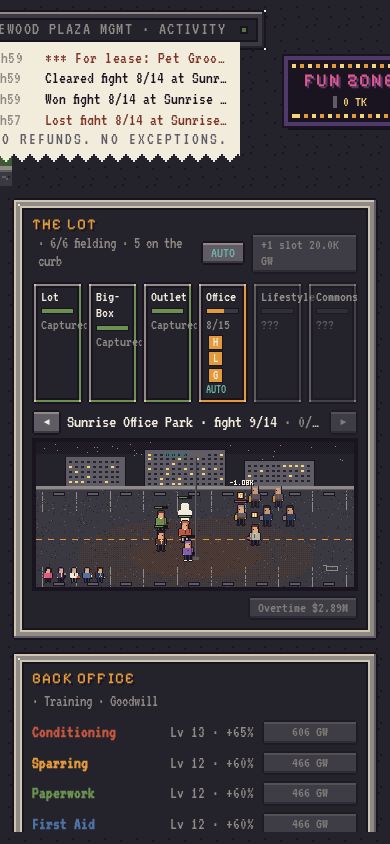 EWOOD PLAZA MGMT · ACTIVITY
h59 *** For lease: Pet Groo…
h59 Cleared fight 8/14 at Sunr…
h59 Won fight 8/14 at Sunrise …
h57 Lost fight 8/14 at Sunrise…
O REFUNDS. NO EXCEPTIONS.
FUN ZONE
0 TK
THE LOT
· 6/6 fielding · 5 on the curb
AUTO
+1 slot 20.0K GW
Lot
Captured
Big-Box
Captured
Outlet
Captured
Office
8/15
H
L
G
AUTO
Lifestyle
???
Commons
???
◄ Sunrise Office Park · fight 9/14 · 0/… ►
-1.08K
Overtime $2.89M
BACK OFFICE
· Training · Goodwill
Conditioning Lv 13 · +65% 606 GW
Sparring Lv 12 · +60% 466 GW
Paperwork Lv 12 · +60% 466 GW
First Aid Lv 12 · +60% 466 GW